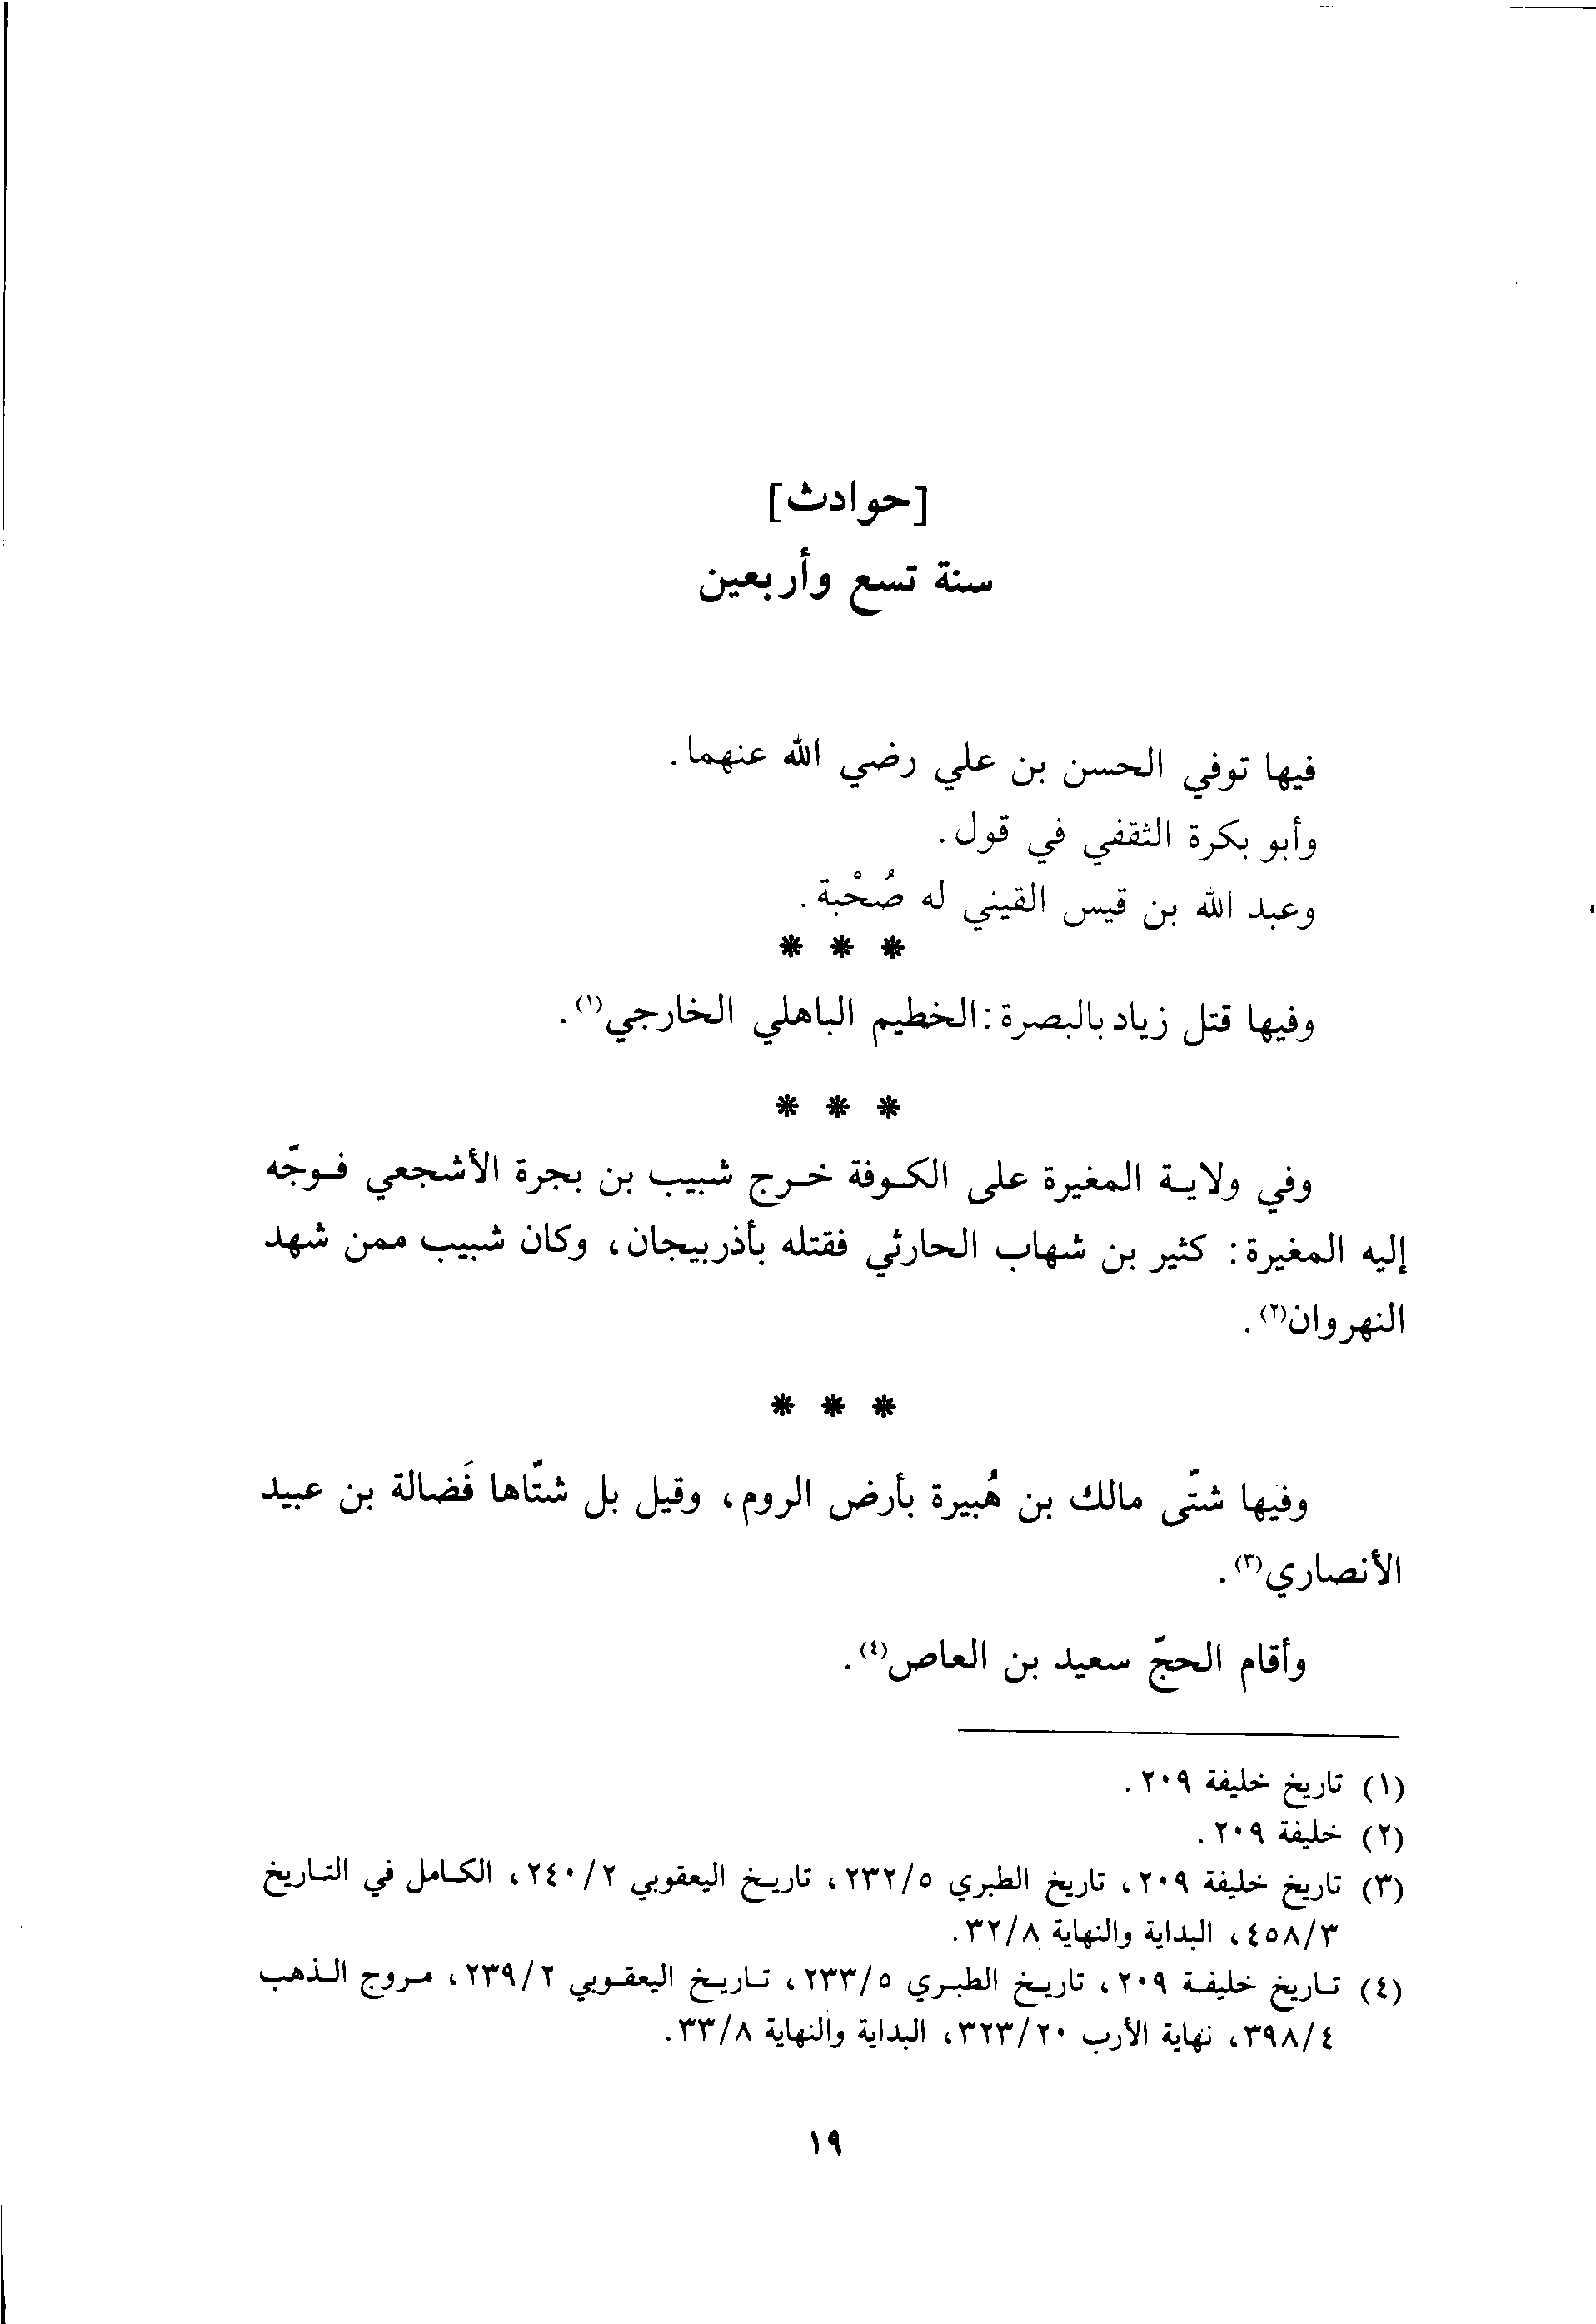 [حوادث]
سنة تسع وأربعين
فيها توفي الحسن بن علي رضي الله عنهما.
وأبو بكرة الثقفي في قول.
وعبد الله بن قيس القيني له صُحْبة.
* * *
وفيها قتل زياد بالبصرة: الخطيم الباهلي الخارجي(١).
* * *
وفي ولاية المغيرة على الكوفة خرج شبيب بن بجرة الأشجعي فوجّه
إليه المغيرة: كثير بن شهاب الحارثي فقتله بأذربيجان، وكان شبيب ممن شهد
النهروان(٢).
* * *
وفيها شتّى مالك بن هُبيرة بأرض الروم، وقيل بل شتّاها فَضالة بن عبيد
الأنصاري(٣).
وأقام الحجّ سعيد بن العاص(٤).
(١) تاريخ خليفة ٢٠٩.
(٢) خليفة ٢٠٩.
(٣) تاريخ خليفة ٢٠٩، تاريخ الطبري ٢٣٢/٥، تاريخ اليعقوبي ٢٤٠/٢، الكامل في التاريخ
٤٥٨/٣، البداية والنهاية ٣٢/٨.
(٤) تاريخ خليفة ٢٠٩، تاريخ الطبري ٢٣٣/٥، تاريخ اليعقوبي ٢٣٩/٢، مروج الذهب
٣٩٨/٤، نهاية الأرب ٣٢٣/٢٠، البداية والنهاية ٣٣/٨.
١٩